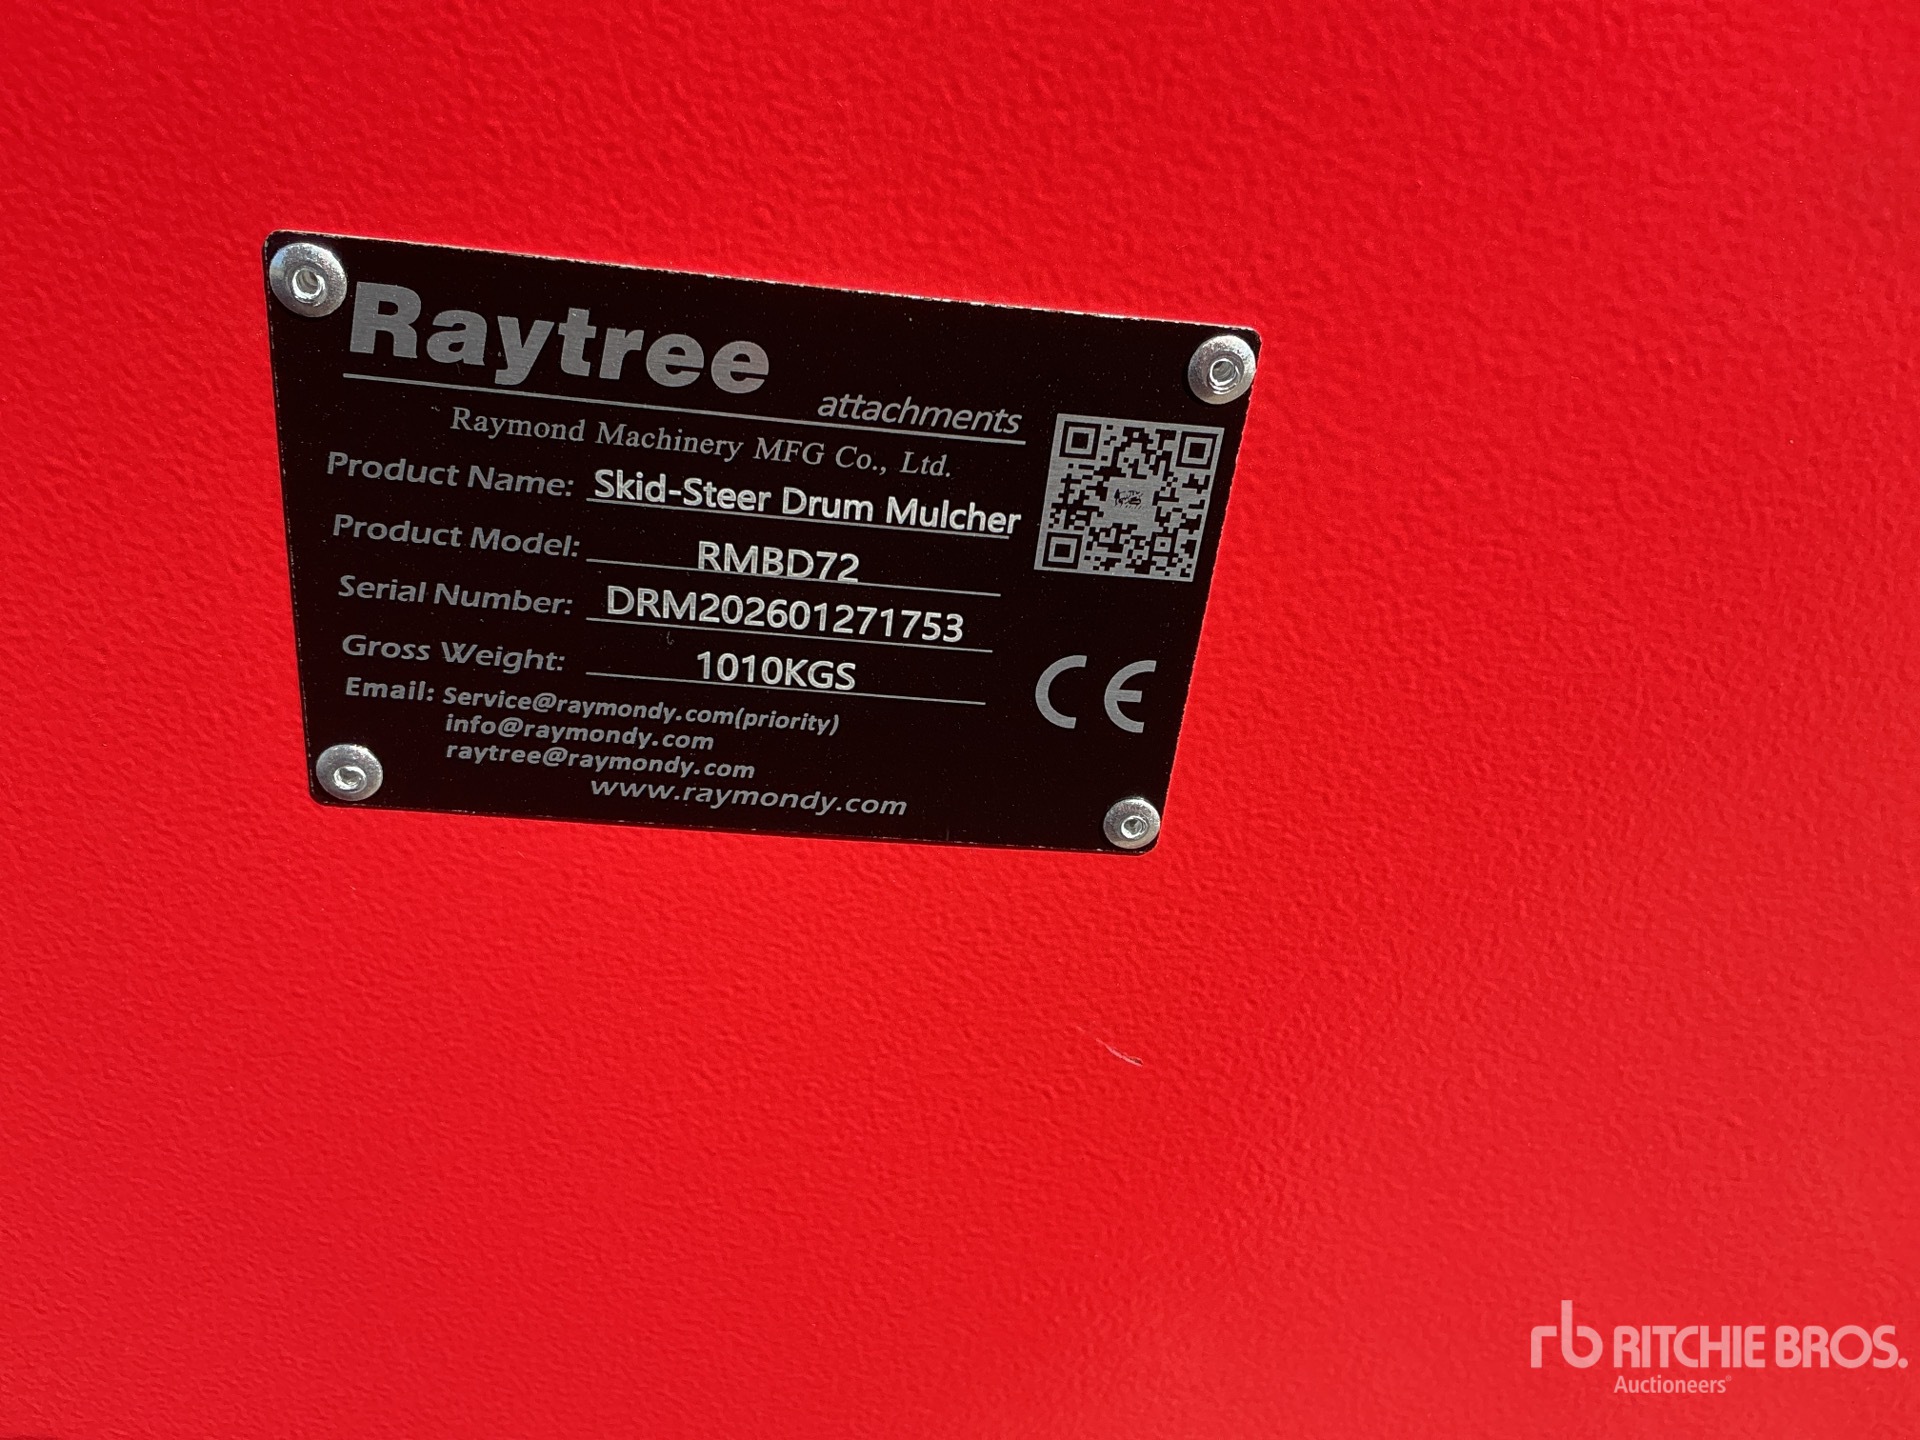 Raytree
attachments
Raymond Machinery MFG Co., Ltd.
Product Name: Skid-Steer Drum Mulcher
Product Model: RMBD72
Serial Number: DRM202601271753
Gross Weight: 1010KGS
Email: Service@raymondy.com(priority)
info@raymondy.com
raytree@raymondy.com
www.raymondy.com
CE
rb RITCHIE BROS.
Auctioneers